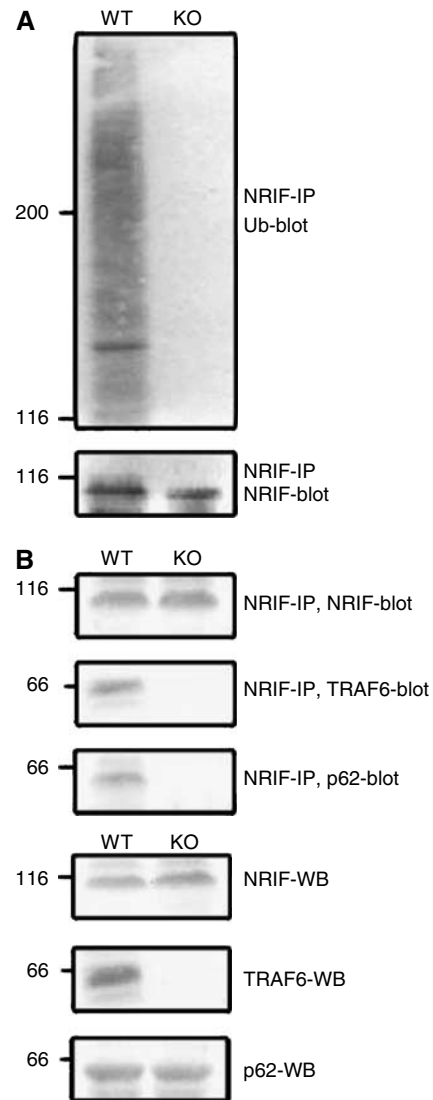 A
WT KO
200
NRIF-IP
Ub-blot
116
116
NRIF-IP
NRIF-blot
B
WT KO
116
NRIF-IP, NRIF-blot
66
NRIF-IP, TRAF6-blot
66
NRIF-IP, p62-blot
WT KO
116
NRIF-WB
66
TRAF6-WB
66
p62-WB